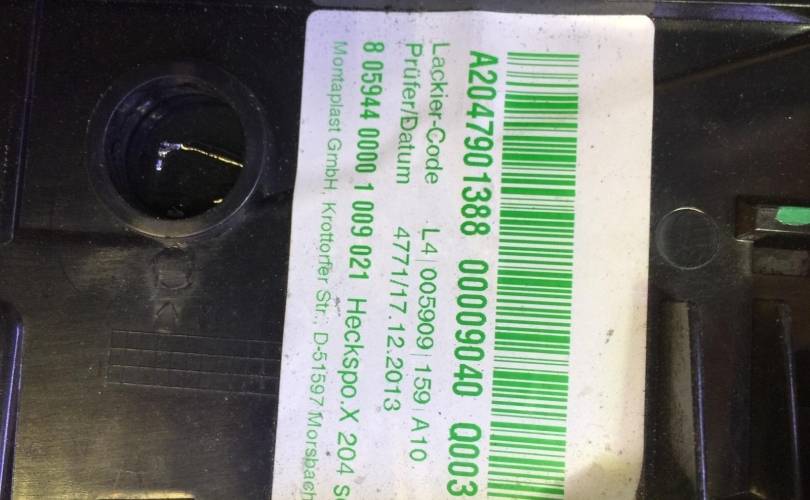 A2047901388 00009040 Q003
Lackier-Code L4|005909|159|A10
Prüfer/Datum 4771/17.12.2013
8 05944 0000 1 009 021 Heckspo.X 204
Montaplast GmbH, Krottorfer Str., D-51597 Morsbach